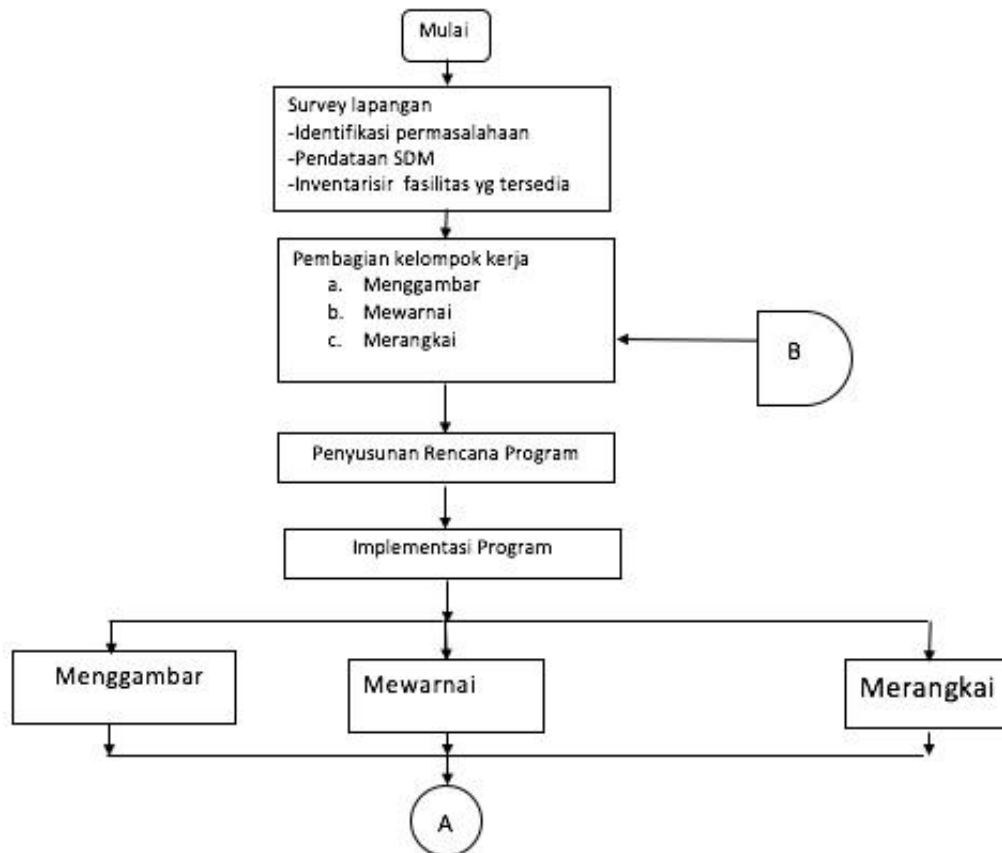 Mulai
Survey lapangan
-Identifikasi permasalahaan
-Pendataan SDM
-Inventarisir fasilitas yg tersedia
Pembagian kelompok kerja
a. Menggambar
b. Mewarnai
c. Merangkai
B
Penyusunan Rencana Program
Implementasi Program
Menggambar
Mewarnai
Merangkai
A